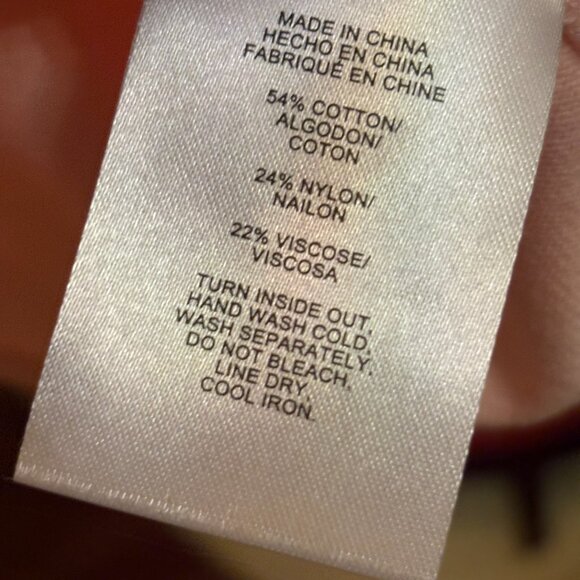 MADE IN CHINA
HECHO EN CHINA
FABRIQUÉ EN CHINE
54% COTTON/
ALGODON/
COTON
24% NYLON/
NAILON
22% VISCOSE/
VISCOSA
TURN INSIDE OUT,
HAND WASH COLD,
WASH SEPARATELY.
DO NOT BLEACH,
LINE DRY,
COOL IRON.